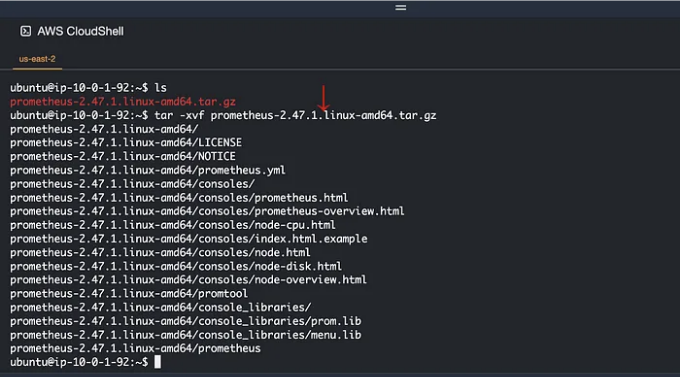 AWS CloudShell
us-east-2
ubuntu@ip-10-0-1-92:~$ ls
prometheus-2.47.1.linux-amd64.tar.gz
ubuntu@ip-10-0-1-92:~$ tar -xvf prometheus-2.47.1.linux-amd64.tar.gz
prometheus-2.47.1.linux-amd64/
prometheus-2.47.1.linux-amd64/LICENSE
prometheus-2.47.1.linux-amd64/NOTICE
prometheus-2.47.1.linux-amd64/prometheus.yml
prometheus-2.47.1.linux-amd64/consoles/
prometheus-2.47.1.linux-amd64/consoles/prometheus.html
prometheus-2.47.1.linux-amd64/consoles/prometheus-overview.html
prometheus-2.47.1.linux-amd64/consoles/node-cpu.html
prometheus-2.47.1.linux-amd64/consoles/index.html.example
prometheus-2.47.1.linux-amd64/consoles/node.html
prometheus-2.47.1.linux-amd64/consoles/node-disk.html
prometheus-2.47.1.linux-amd64/consoles/node-overview.html
prometheus-2.47.1.linux-amd64/promtool
prometheus-2.47.1.linux-amd64/console_libraries/
prometheus-2.47.1.linux-amd64/console_libraries/prom.lib
prometheus-2.47.1.linux-amd64/console_libraries/menu.lib
prometheus-2.47.1.linux-amd64/prometheus
ubuntu@ip-10-0-1-92:~$